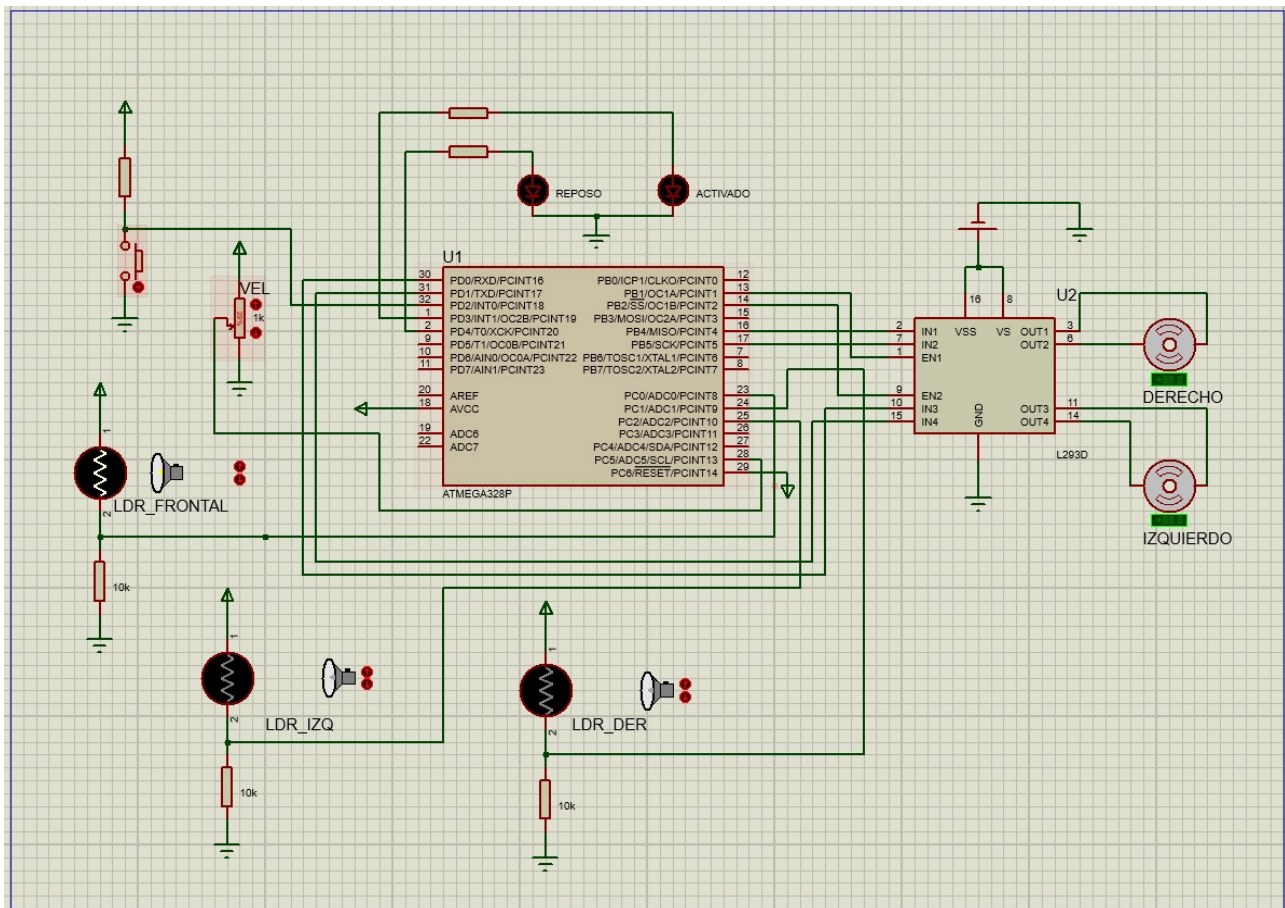 REPOSO
ACTIVADO
VEL
1k
U1
30 PD0/RXD/PCINT16
31 PD1/TXD/PCINT17
32 PD2/INT0/PCINT18
1 PD3/INT1/OC2B/PCINT19
2 PD4/T0/XCK/PCINT20
9 PD5/T1/OC0B/PCINT21
10 PD6/AIN0/OC0A/PCINT22
11 PD7/AIN1/PCINT23
20 AREF
18 AVCC
19 ADC6
22 ADC7
PB0/ICP1/CLKO/PCINT0 12
PB1/OC1A/PCINT1 13
PB2/SS/OC1B/PCINT2 14
PB3/MOSI/OC2A/PCINT3 15
PB4/MISO/PCINT4 16
PB5/SCK/PCINT5 17
PB6/TOSC1/XTAL1/PCINT6 7
PB7/TOSC2/XTAL2/PCINT7 8
PC0/ADC0/PCINT8 23
PC1/ADC1/PCINT9 24
PC2/ADC2/PCINT10 25
PC3/ADC3/PCINT11 26
PC4/ADC4/SDA/PCINT12 27
PC5/ADC5/SCL/PCINT13 28
PC6/RESET/PCINT14 29
ATMEGA328P
U2
16 8
VSS VS
2 IN1
7 IN2
1 EN1
9 EN2
10 IN3
15 IN4
OUT1 3
OUT2 6
OUT3 11
OUT4 14
GND
L293D
DERECHO
IZQUIERDO
1
2
LDR_FRONTAL
10k
1
2
LDR_IZQ
10k
1
2
LDR_DER
10k